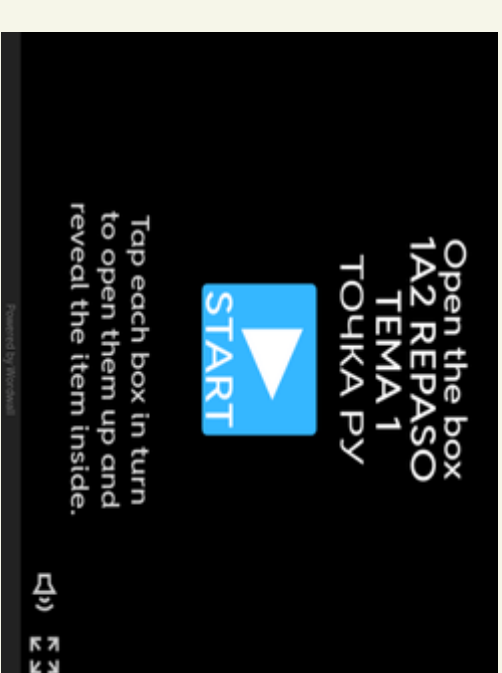 Open the box
1A2 REPASO
TEMA 1
ТОЧКА РУ
START
Tap each box in turn
to open them up and
reveal the item inside.
Powered by Wordwall